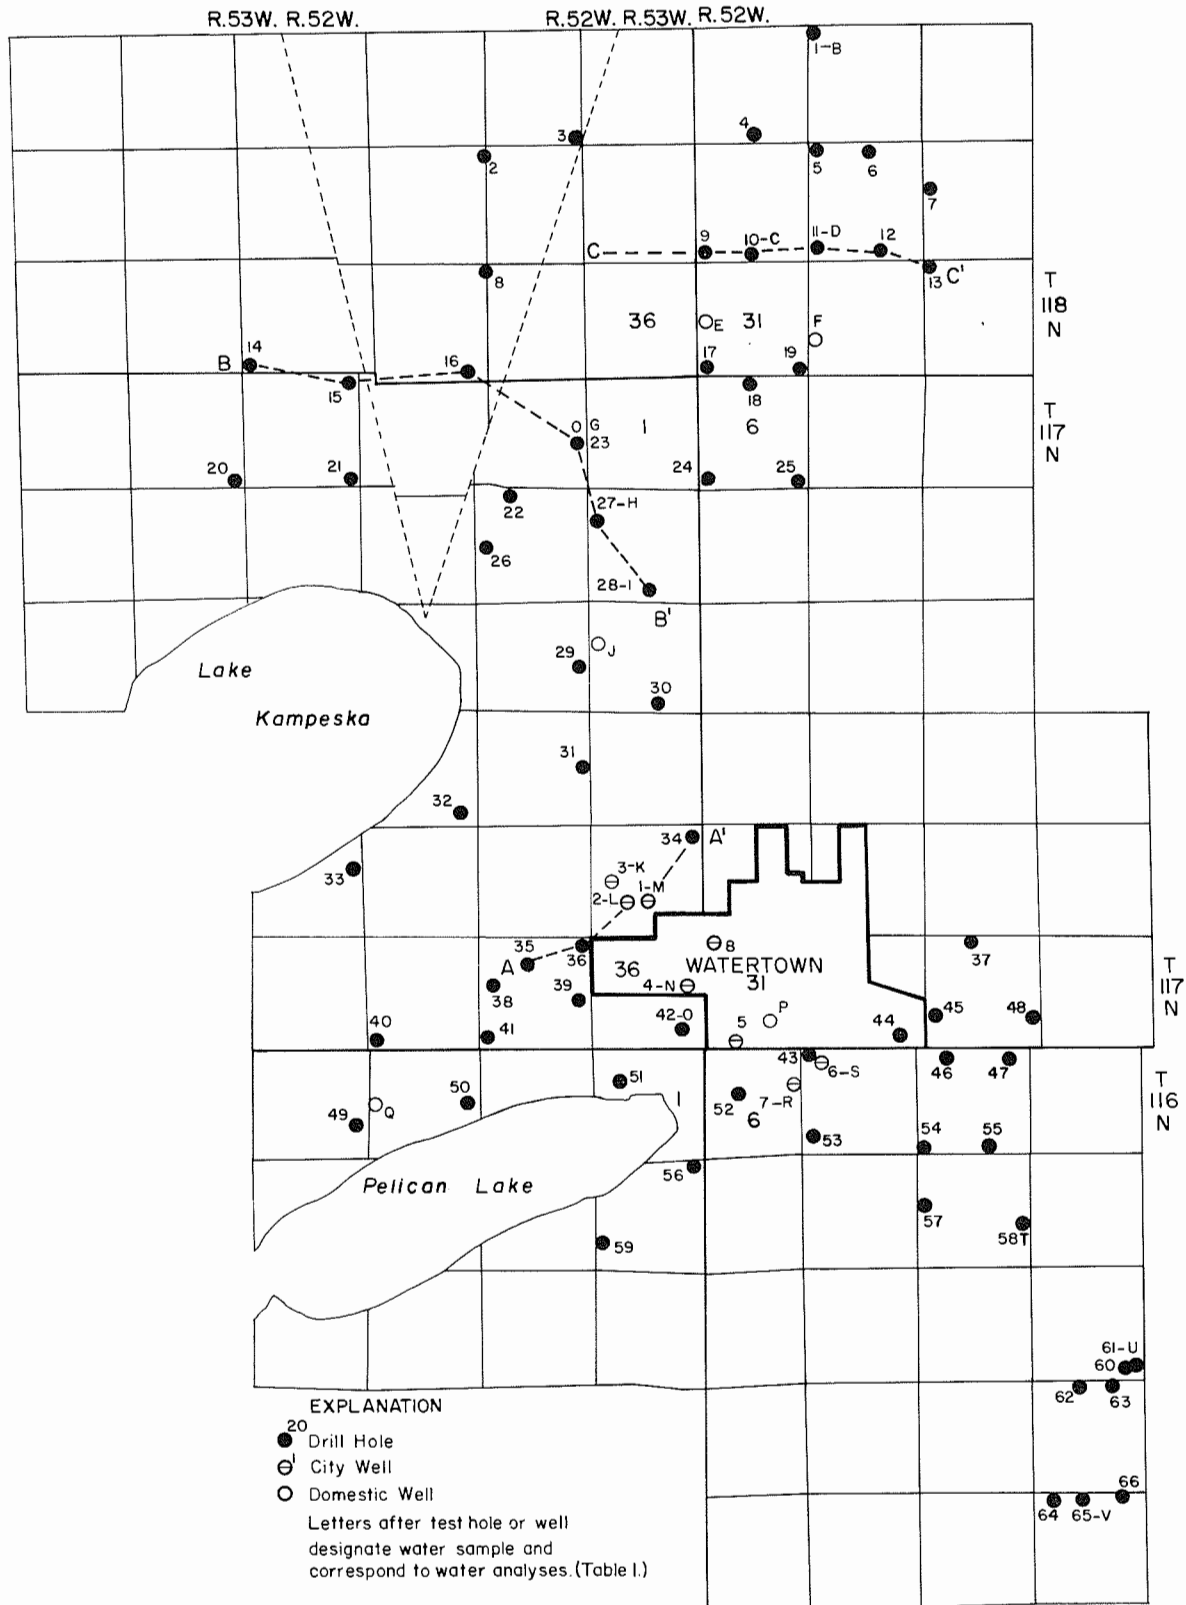 R.53W. R.52W. R.52W. R.53W. R.52W.
1-B
3
4
2
5
6
7
C
9
10-C
11-D
12
13
C'
8
T
118
N
36
E
31
F
B
14
15
16
17
18
19
T
117
N
O
G
23
1
6
20
21
22
24
25
27-H
26
28-I
B'
Lake
Kampeska
29
J
30
31
32
33
34
A'
3-K
2-L
1-M
35
A
36
8
WATERTOWN
36
31
37
T
117
N
38
39
4-N
P
40
41
42-O
5
44
45
48
43
6-S
46
47
T
116
N
49
Q
50
51
1
52
7-R
6
53
54
55
56
Pelican Lake
57
58T
59
61-U
60
62
63
64
65-V
66
EXPLANATION
20
Drill Hole
1
City Well
Domestic Well
Letters after test hole or well
designate water sample and
correspond to water analyses. (Table 1.)